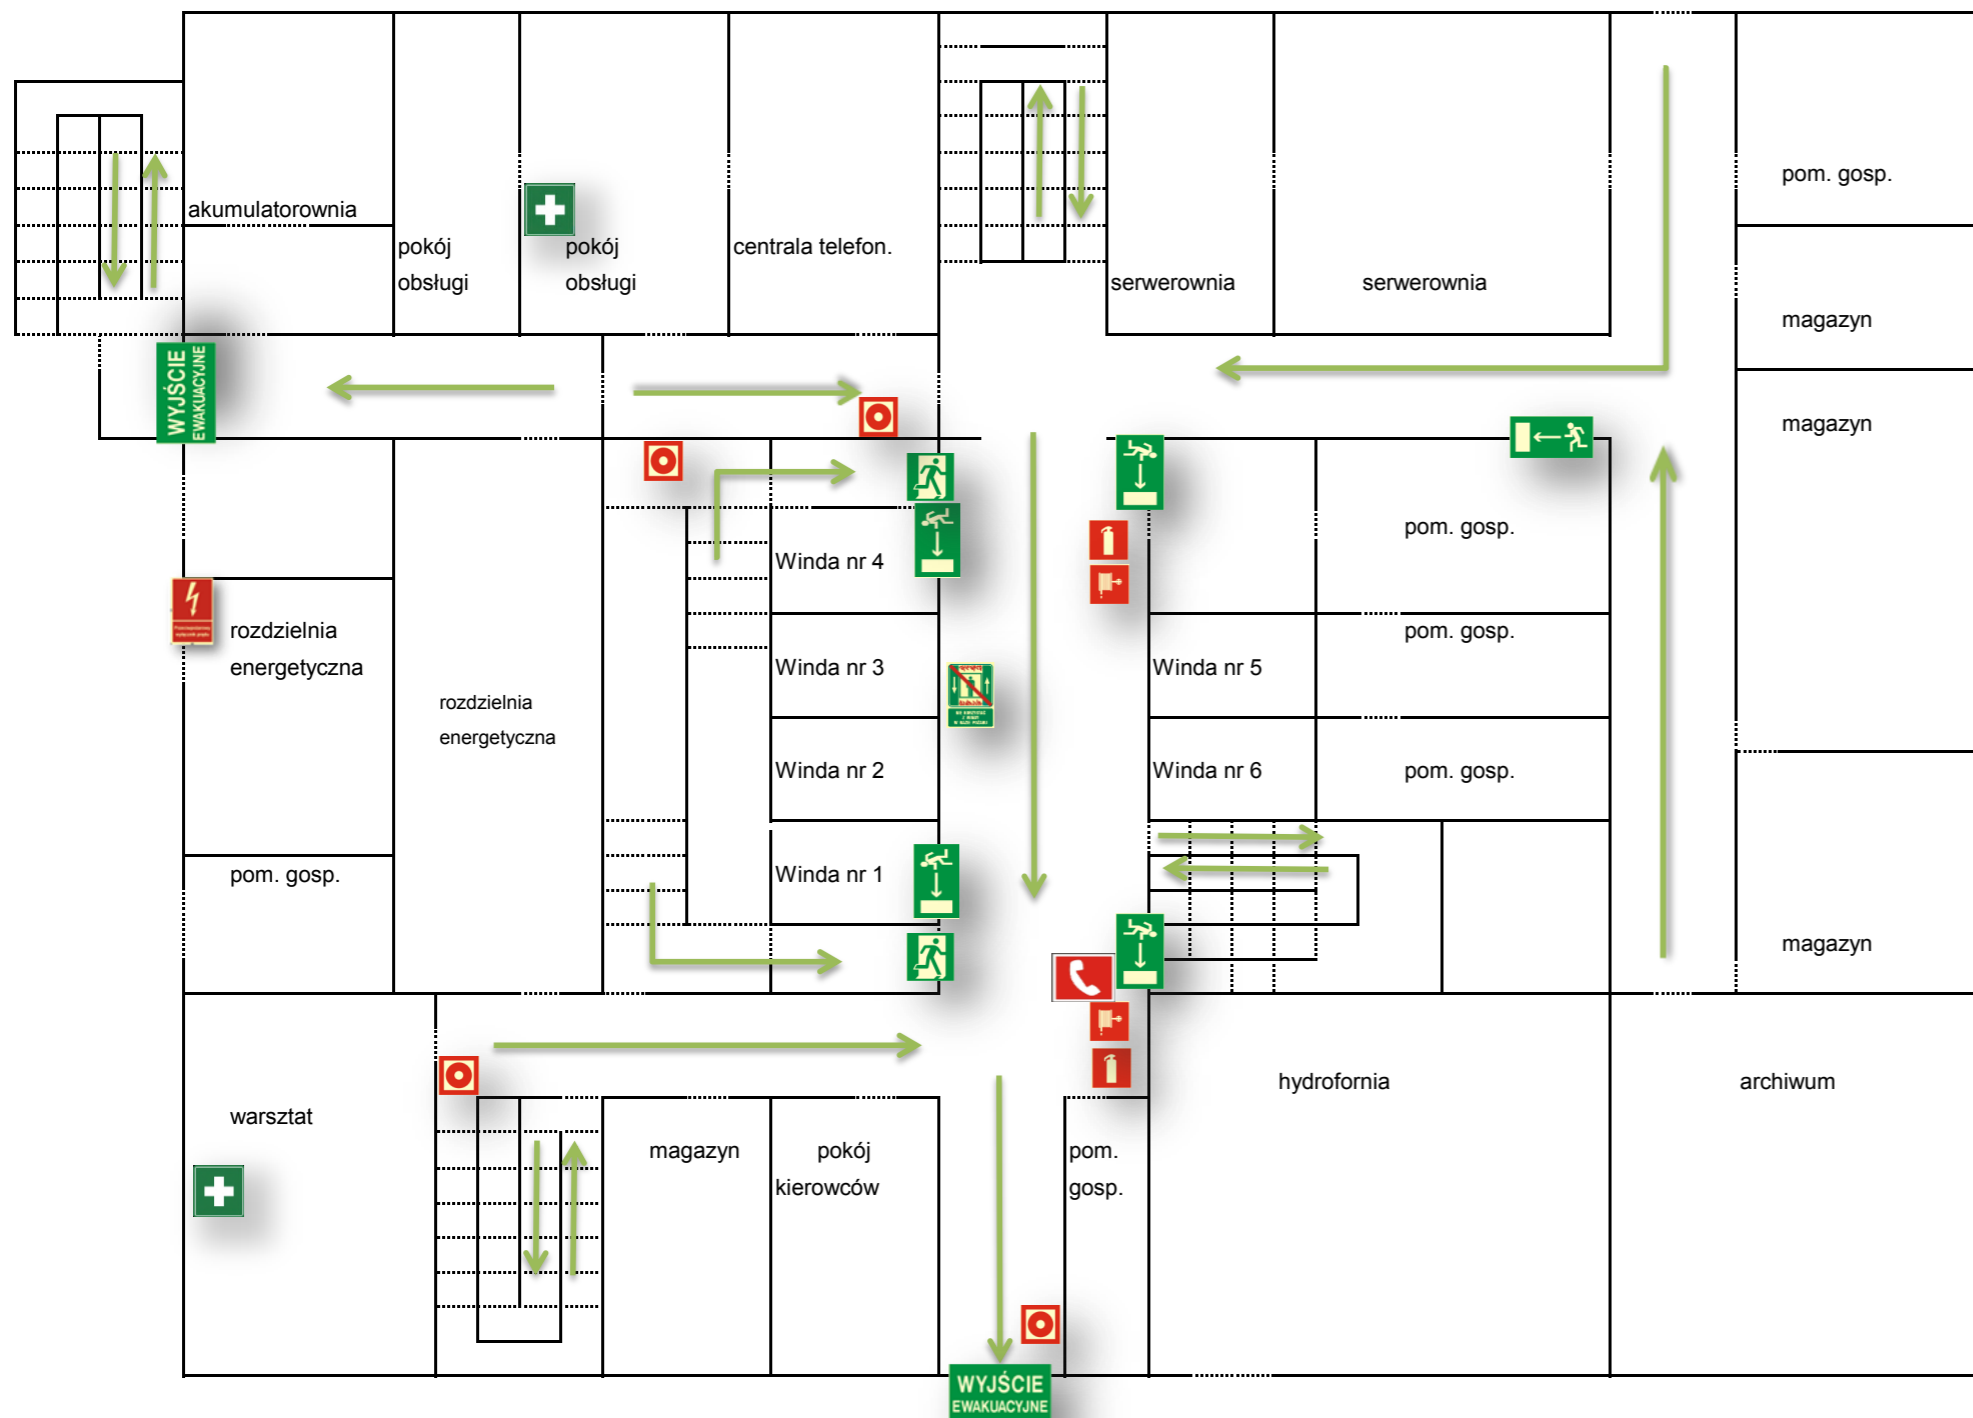 pom. gosp.
akumulatorownia
pokój
obsługi
pokój
obsługi
centrala telefon.
serwerownia
serwerownia
magazyn
WYJŚCIE
EWAKUACYJNE
magazyn
pom. gosp.
Winda nr 4
rozdzielnia
energetyczna
pom. gosp.
Winda nr 3
Winda nr 5
rozdzielnia
energetyczna
Winda nr 2
Winda nr 6
pom. gosp.
pom. gosp.
Winda nr 1
magazyn
hydrofornia
archiwum
warsztat
magazyn
pokój
kierowców
pom.
gosp.
WYJŚCIE
EWAKUACYJNE